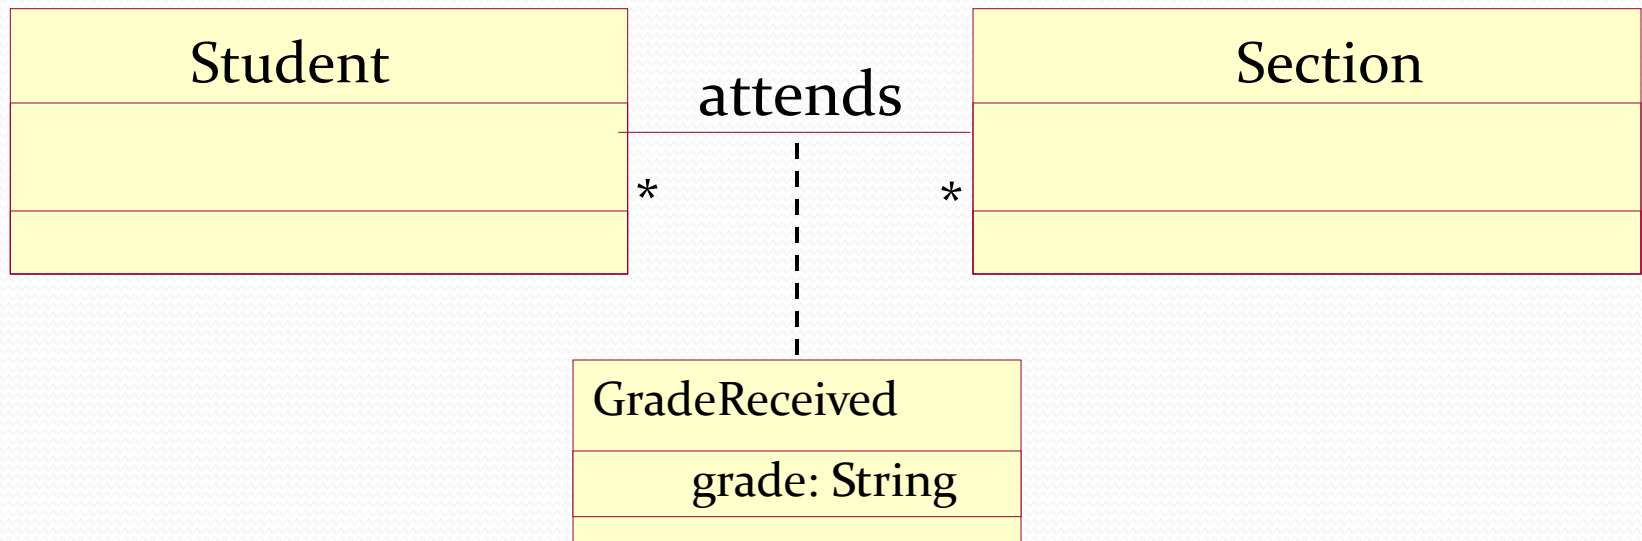 Student
Section
attends
*
*
GradeReceived
grade: String